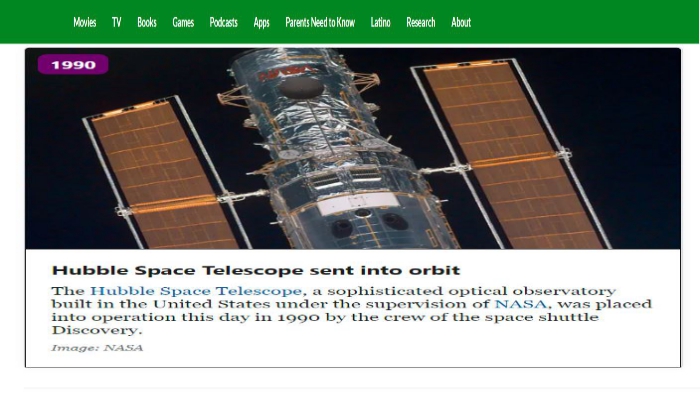 Movies TV Books Games Podcasts Apps Parents Need to Know Latino Research About
1990
Hubble Space Telescope sent into orbit
The Hubble Space Telescope, a sophisticated optical observatory
built in the United States under the supervision of NASA, was placed
into operation this day in 1990 by the crew of the space shuttle
Discovery.
Image: NASA